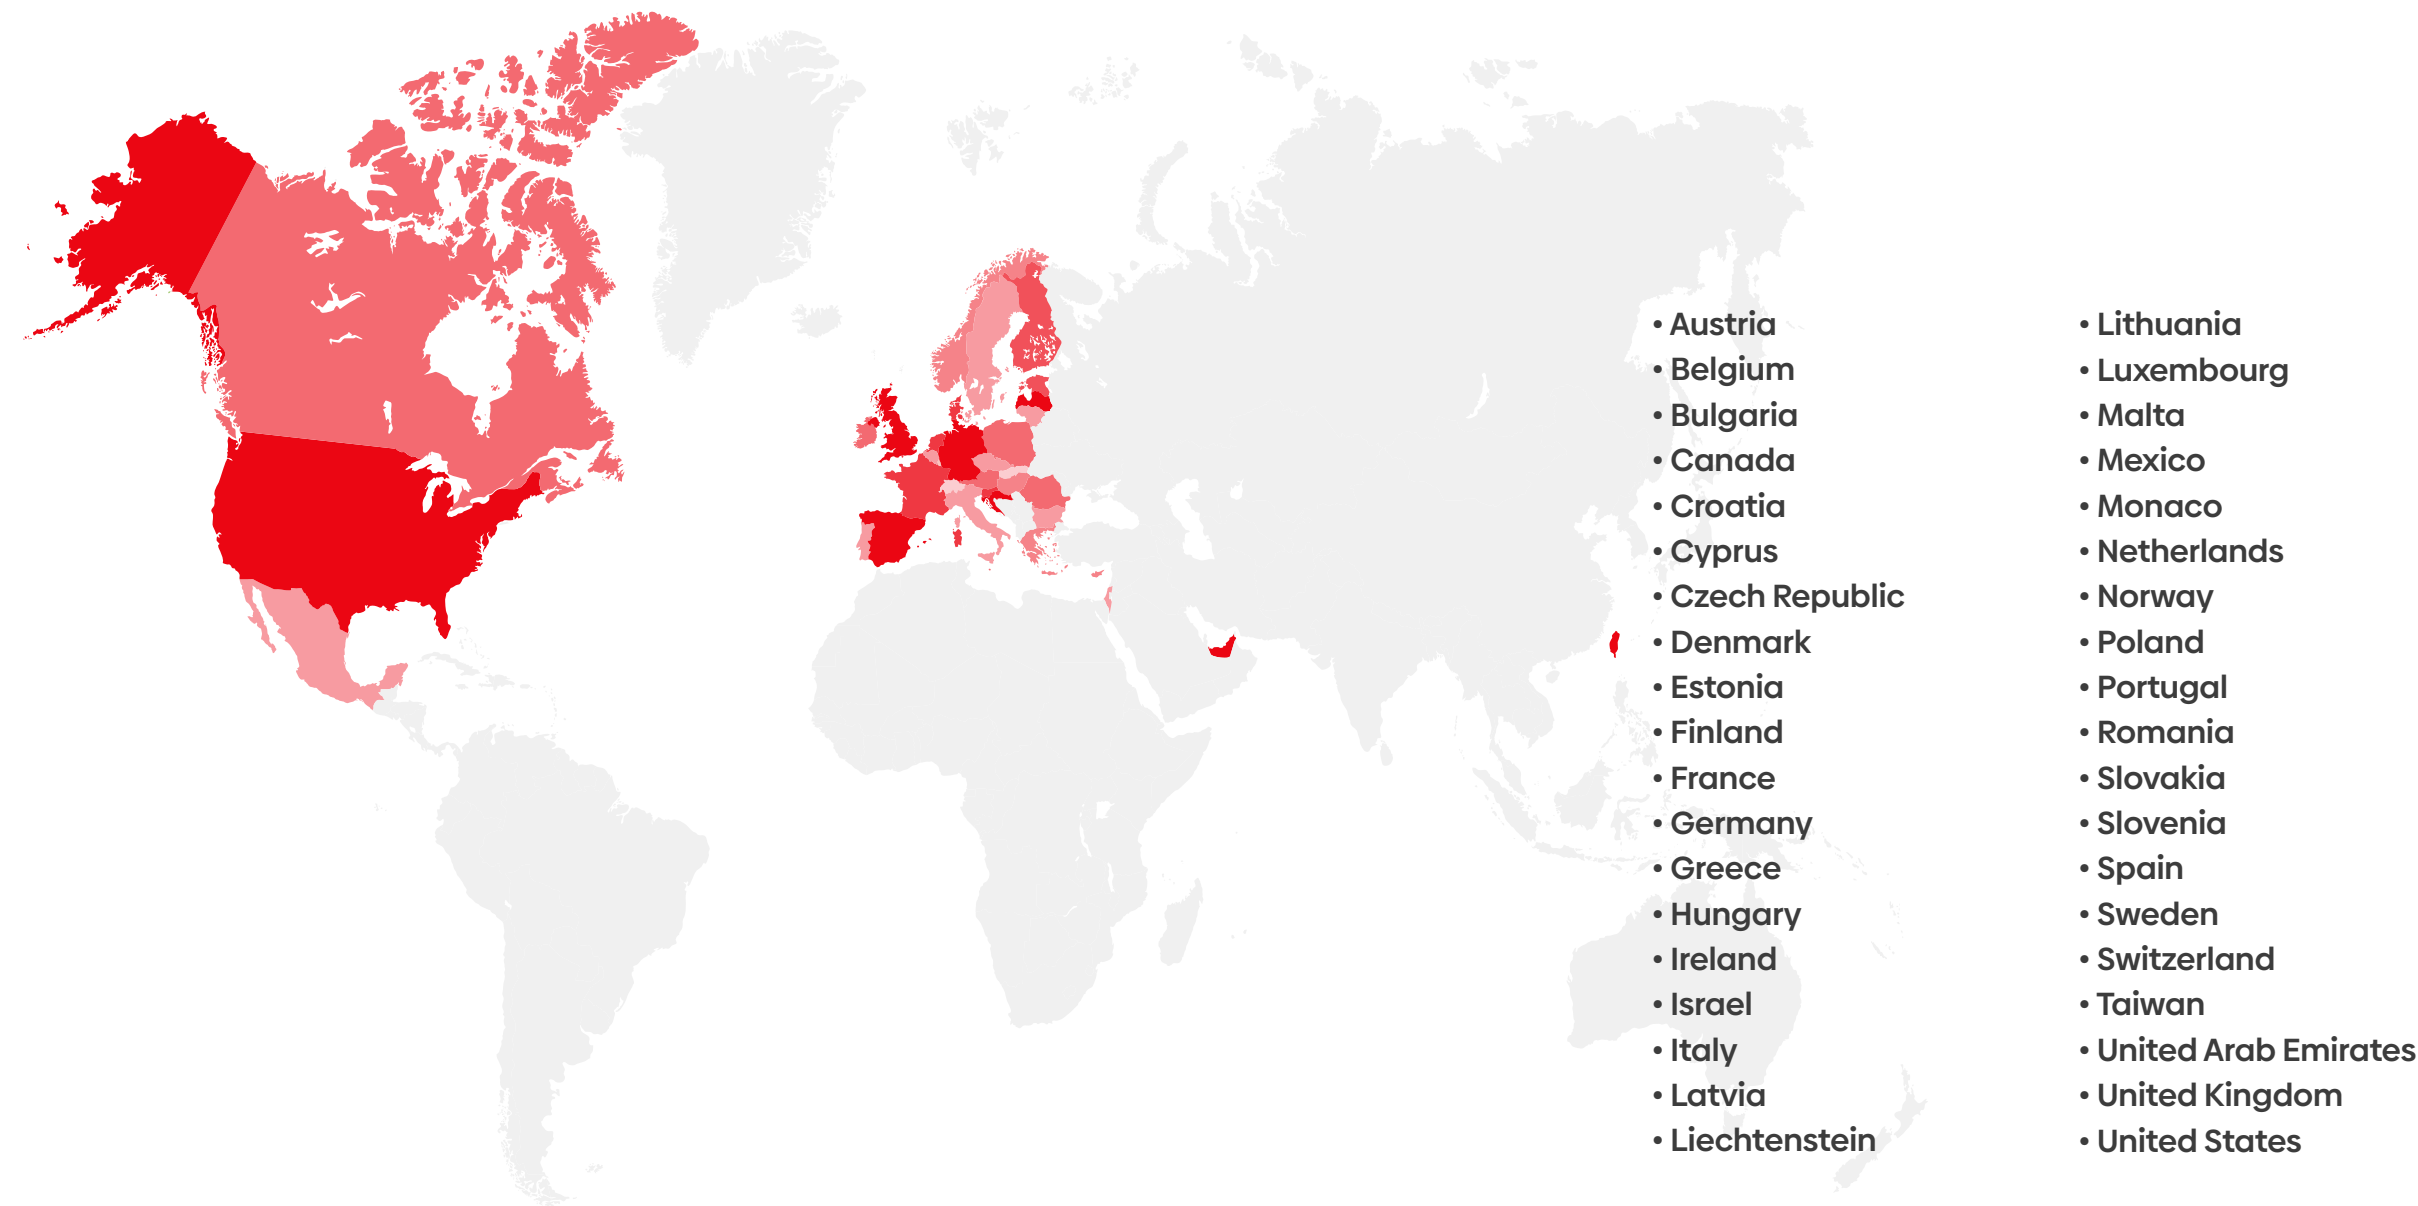 • Austria
• Belgium
• Bulgaria
• Canada
• Croatia
• Cyprus
• Czech Republic
• Denmark
• Estonia
• Finland
• France
• Germany
• Greece
• Hungary
• Ireland
• Israel
• Italy
• Latvia
• Liechtenstein
• Lithuania
• Luxembourg
• Malta
• Mexico
• Monaco
• Netherlands
• Norway
• Poland
• Portugal
• Romania
• Slovakia
• Slovenia
• Spain
• Sweden
• Switzerland
• Taiwan
• United Arab Emirates
• United Kingdom
• United States